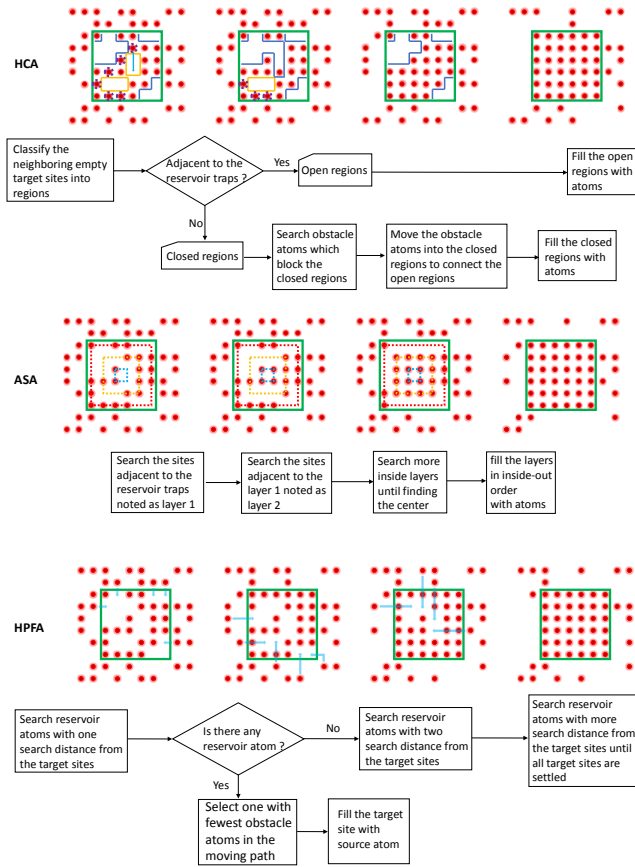 HCA
Classify the
neighboring empty
target sites into
regions
Adjacent to the
reservoir traps ?
Yes
Open regions
Fill the open
regions with
atoms
No
Closed regions
Search obstacle
atoms which
block the
closed regions
Move the obstacle
atoms into the closed
regions to connect the
open regions
Fill the closed
regions with
atoms
ASA
Search the sites
adjacent to the
reservoir traps
noted as layer 1
Search the sites
adjacent to the
layer 1 noted as
layer 2
Search more
inside layers
until finding
the center
fill the layers
in inside-out
order
with atoms
HPFA
Search reservoir
atoms with one
search distance from
the target sites
Is there any
reservoir atom ?
No
Search reservoir
atoms with two
search distance from
the target sites
Search reservoir
atoms with more
search distance from
the target sites until
all target sites are
settled
Yes
Select one with
fewest obstacle
atoms in the
moving path
Fill the target
site with
source atom